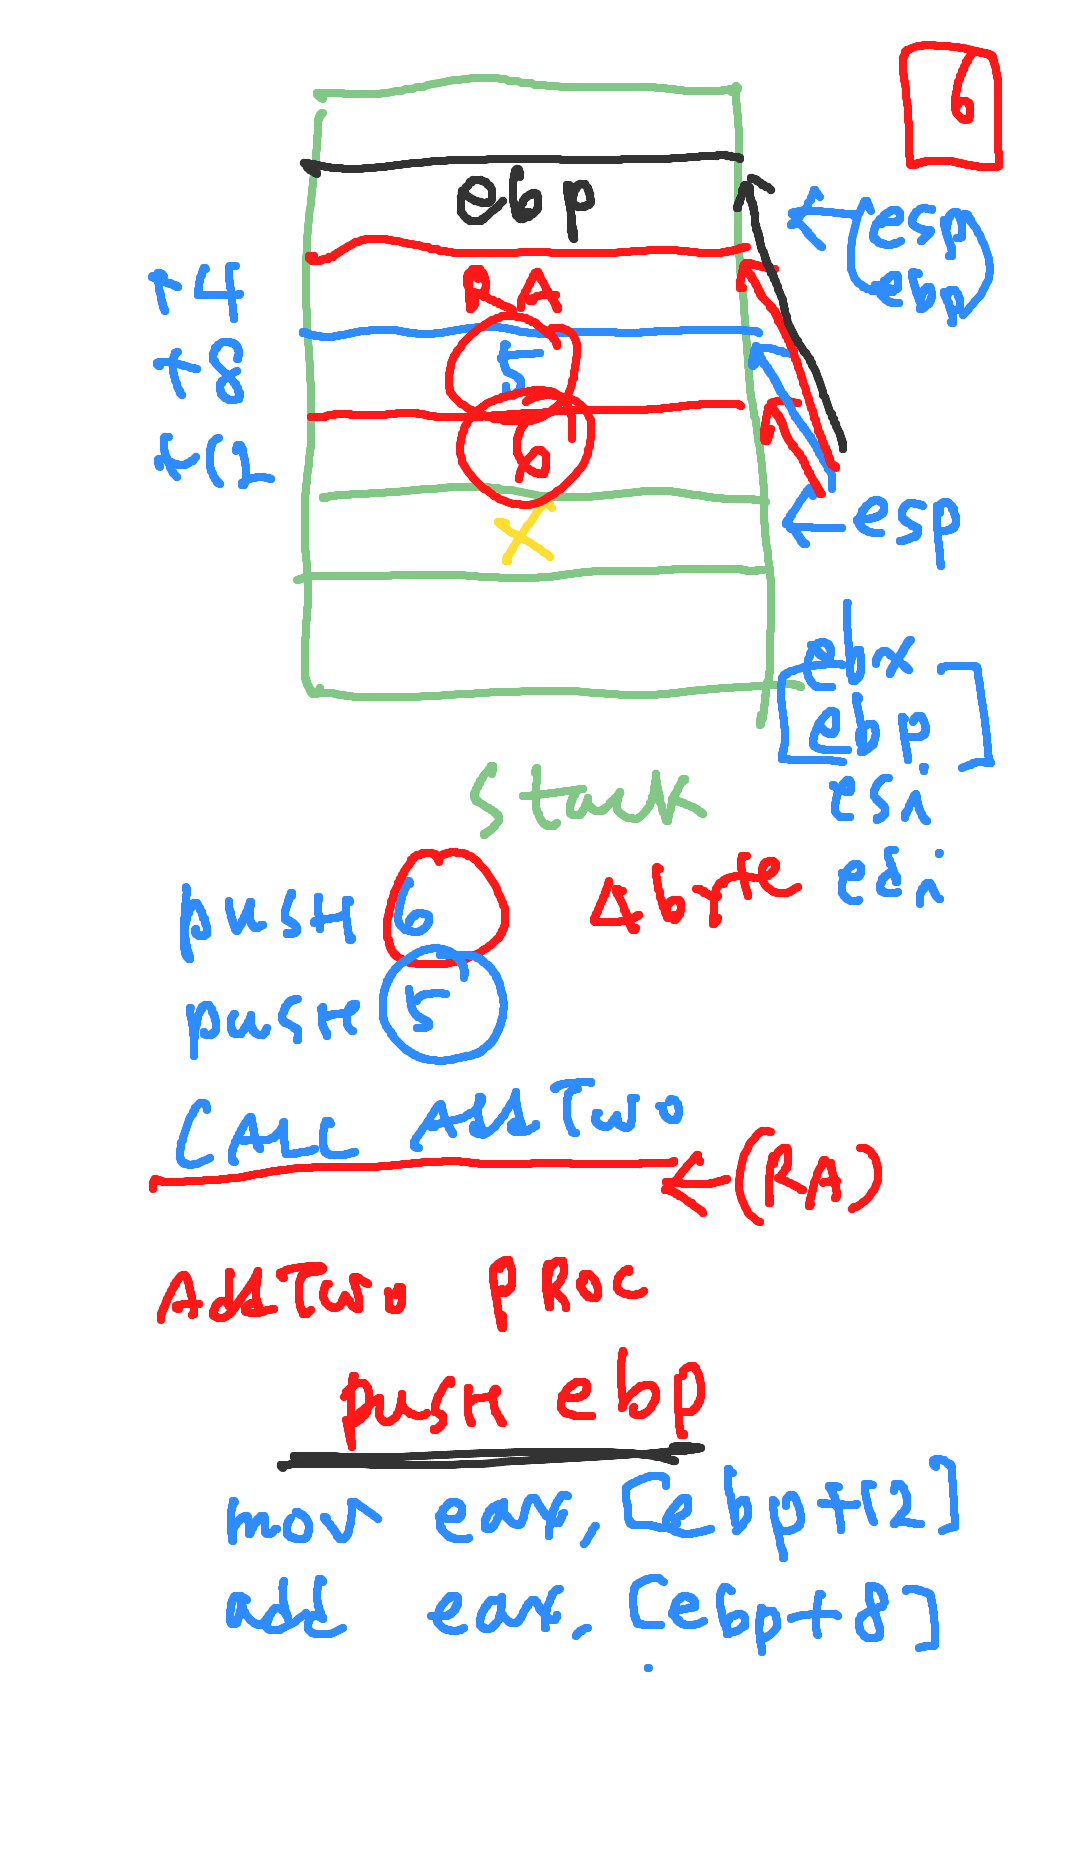 6
ebp
esp
ebp
+4
RA
+8
5
+12
6
X
esp
ebx
ebp
esi
edi
Stack
push 6
4 byte
push 5
CALL AddTwo
(RA)
AddTwo PROC
push ebp
mov eax, [ebp+12]
add eax, [ebp+8]